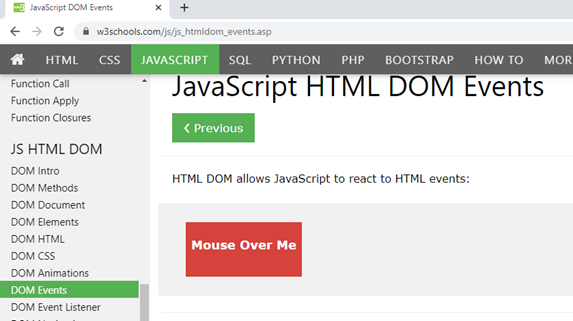 JavaScript DOM Events
w3schools.com/js/js_htmldom_events.asp
HTML CSS JAVASCRIPT SQL PYTHON PHP BOOTSTRAP HOW TO MOR
Function Call
Function Apply
Function Closures
JS HTML DOM
DOM Intro
DOM Methods
DOM Document
DOM Elements
DOM HTML
DOM CSS
DOM Animations
DOM Events
DOM Event Listener
JavaScript HTML DOM Events
❮ Previous
HTML DOM allows JavaScript to react to HTML events:
Mouse Over Me